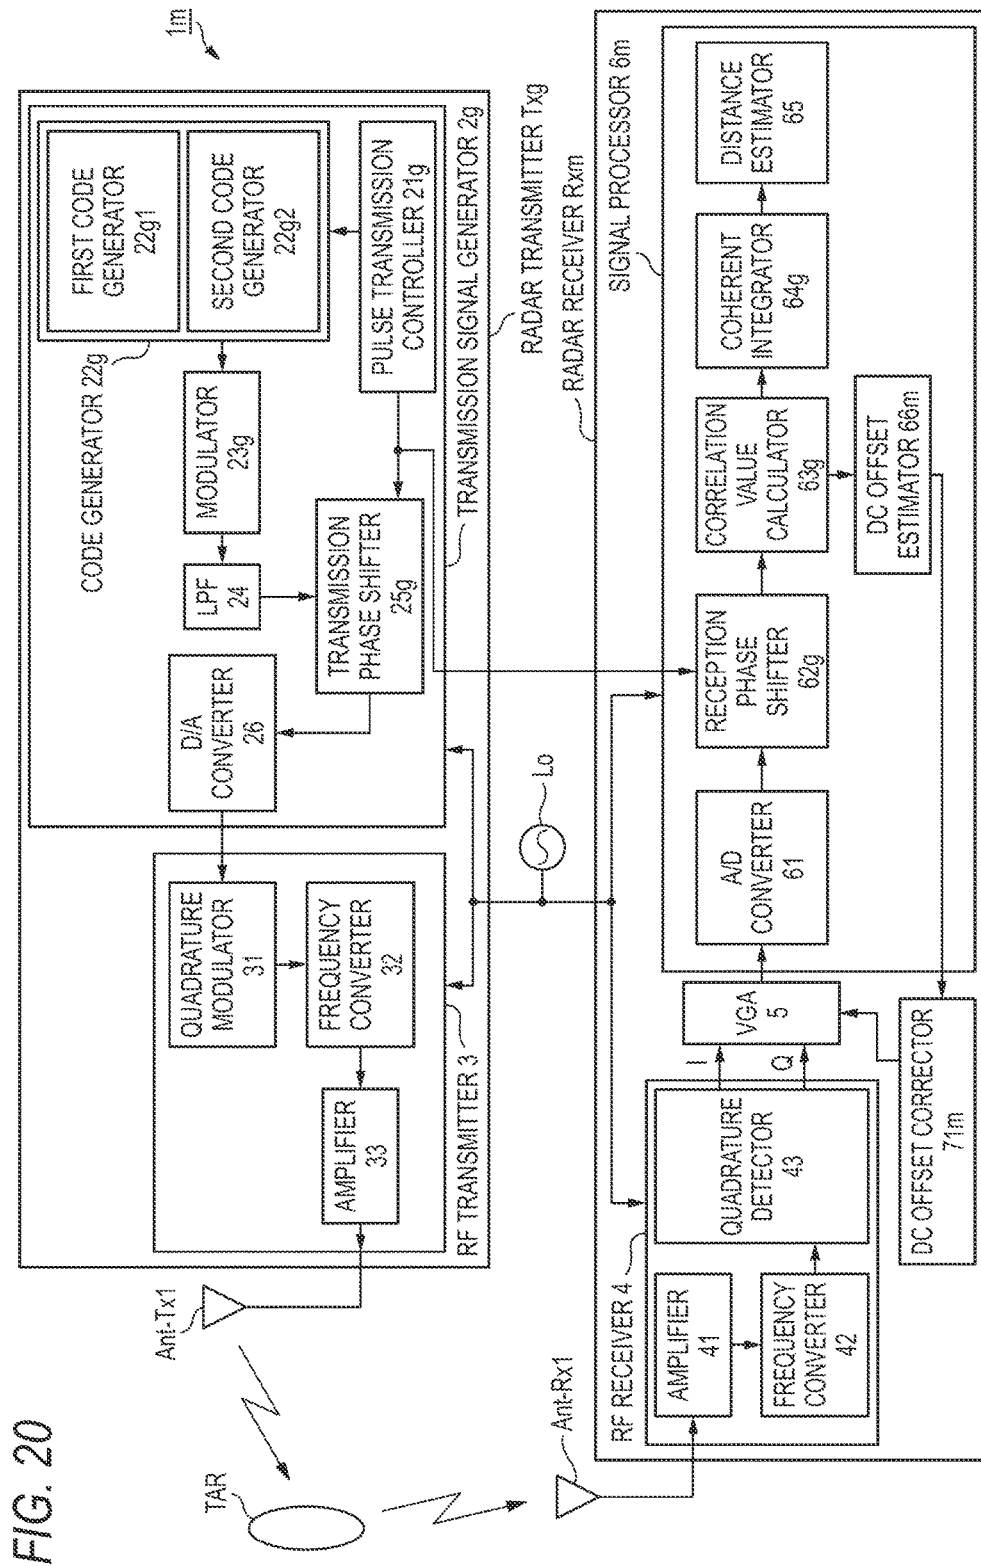 FIG. 20
1m
CODE GENERATOR 22g
FIRST CODE
GENERATOR
22g1
SECOND CODE
GENERATOR
22g2
PULSE TRANSMISSION
CONTROLLER 21g
MODULATOR
23g
LPF
24
TRANSMISSION
PHASE SHIFTER
25g
D/A
CONVERTER
26
TRANSMISSION SIGNAL GENERATOR 2g
RADAR TRANSMITTER Txg
QUADRATURE
MODULATOR
31
FREQUENCY
CONVERTER
32
AMPLIFIER
33
RF TRANSMITTER 3
Ant-Tx1
TAR
Ant-Rx1
Lo
RADAR RECEIVER Rxm
RF RECEIVER 4
AMPLIFIER
41
FREQUENCY
CONVERTER
42
QUADRATURE
DETECTOR
43
I
Q
VGA
5
DC OFFSET CORRECTOR
71m
SIGNAL PROCESSOR 6m
A/D
CONVERTER
61
RECEPTION
PHASE
SHIFTER
62g
CORRELATION
VALUE
CALCULATOR
63g
COHERENT
INTEGRATOR
64g
DISTANCE
ESTIMATOR
65
DC OFFSET
ESTIMATOR 66m